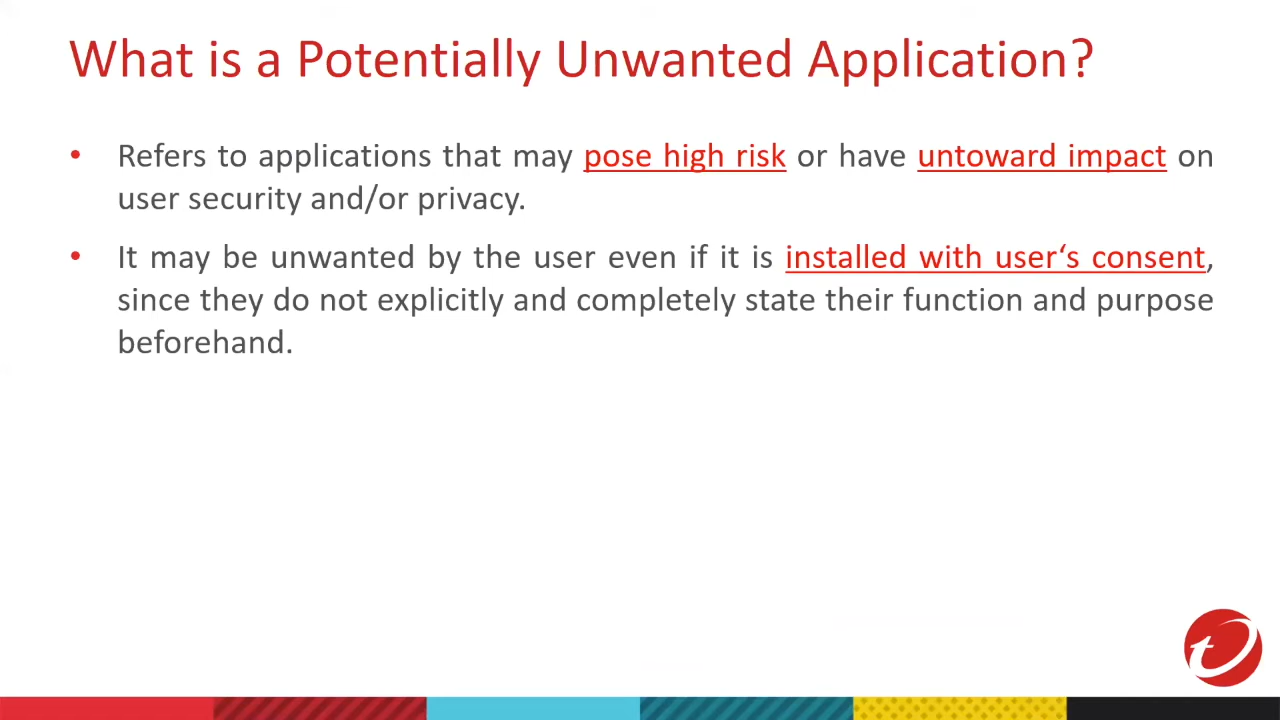 What is a Potentially Unwanted Application?
• Refers to applications that may pose high risk or have untoward impact on
user security and/or privacy.
• It may be unwanted by the user even if it is installed with user‘s consent,
since they do not explicitly and completely state their function and purpose
beforehand.